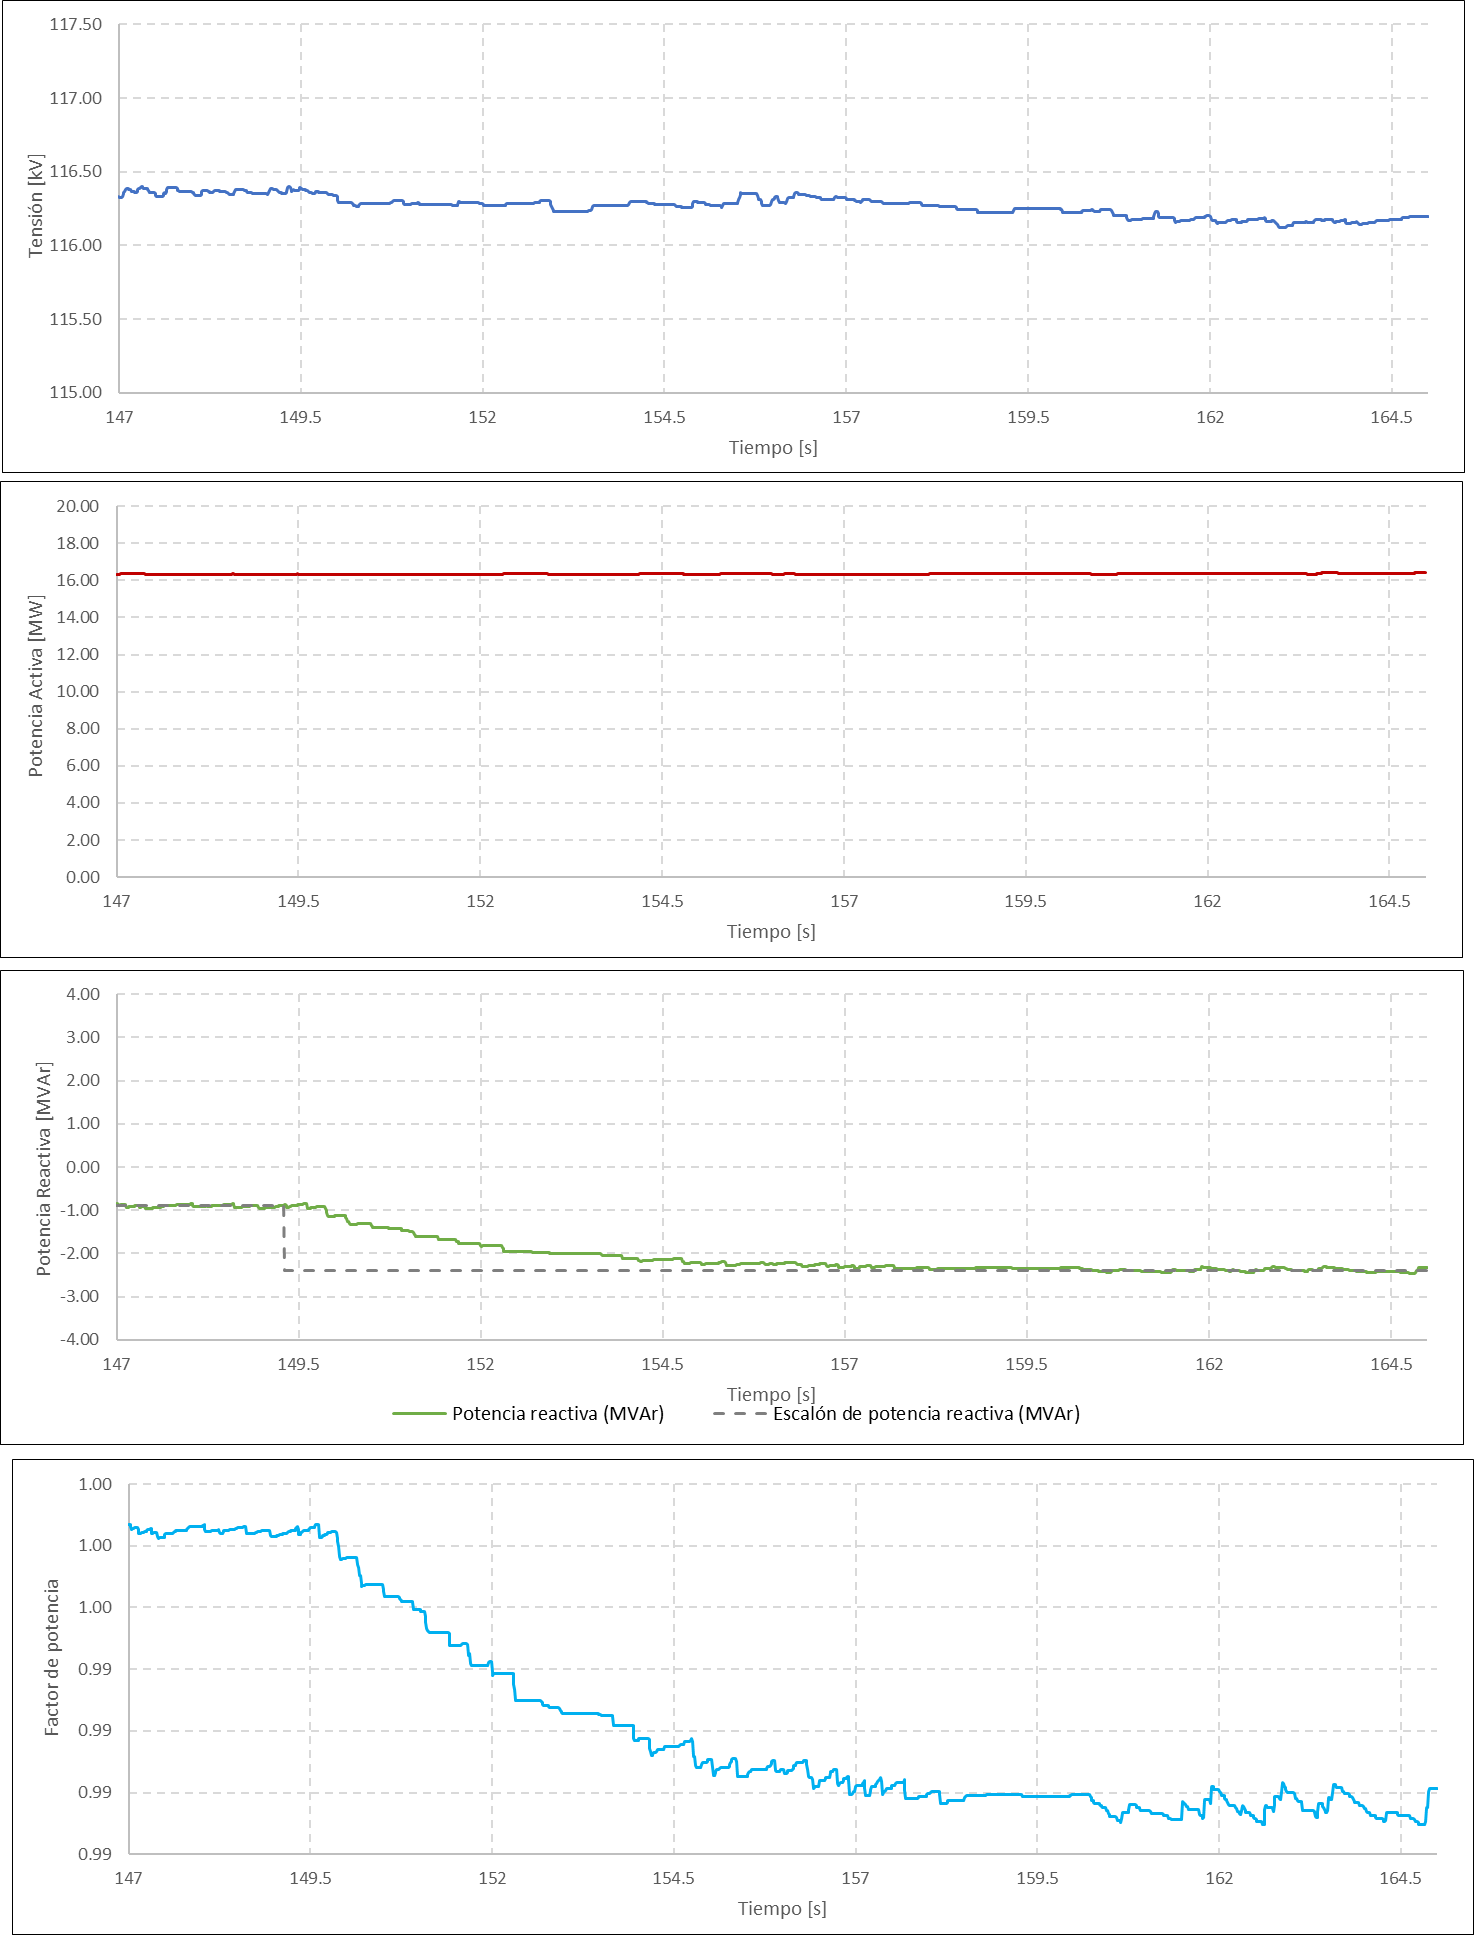 117.50
117.00
116.50
116.00
115.50
115.00
Tensión [kV]
147 149.5 152 154.5 157 159.5 162 164.5
Tiempo [s]
20.00
18.00
16.00
14.00
12.00
10.00
8.00
6.00
4.00
2.00
0.00
Potencia Activa [MW]
147 149.5 152 154.5 157 159.5 162 164.5
Tiempo [s]
4.00
3.00
2.00
1.00
0.00
-1.00
-2.00
-3.00
-4.00
Potencia Reactiva [MVAr]
147 149.5 152 154.5 157 159.5 162 164.5
Tiempo [s]
Potencia reactiva (MVAr) Escalón de potencia reactiva (MVAr)
1.00
1.00
1.00
0.99
0.99
0.99
0.99
Factor de potencia
147 149.5 152 154.5 157 159.5 162 164.5
Tiempo [s]